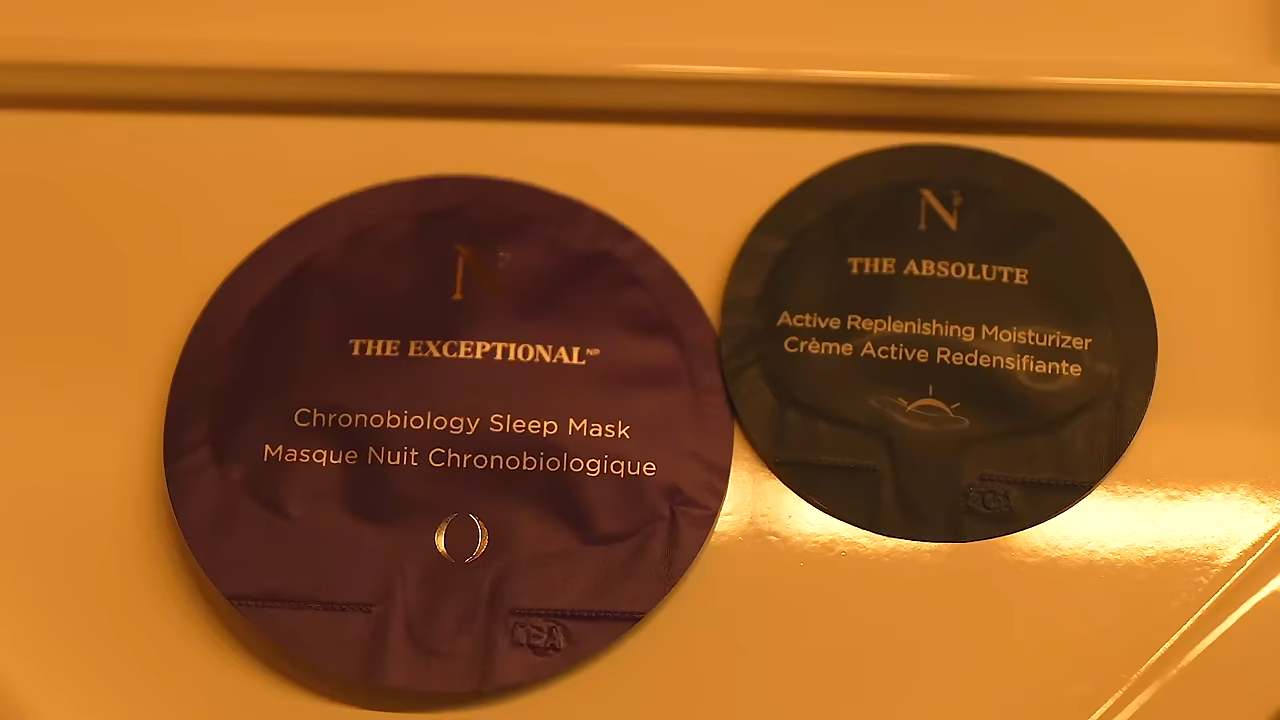 N
THE EXCEPTIONAL
Chronobiology Sleep Mask
Masque Nuit Chronobiologique
N
THE ABSOLUTE
Active Replenishing Moisturizer
Crème Active Redensifiante